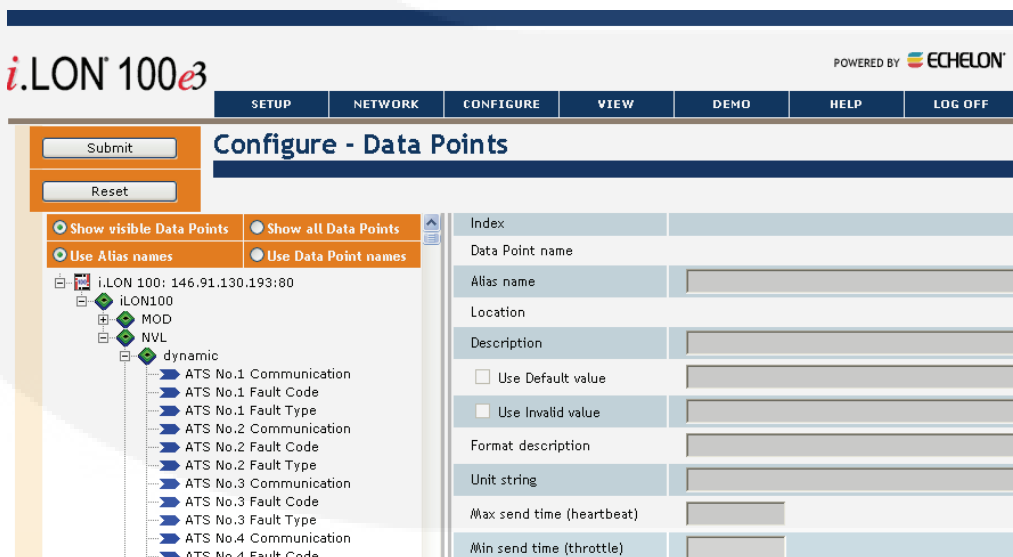 i.LON® 100e3
POWERED BY ECHELON®
SETUP NETWORK CONFIGURE VIEW DEMO HELP LOG OFF
Submit
Configure - Data Points
Reset
Show visible Data Points Show all Data Points
Use Alias names Use Data Point names
i.LON 100: 146.91.130.193:80
iLON100
MOD
NVL
dynamic
ATS No.1 Communication
ATS No.1 Fault Code
ATS No.1 Fault Type
ATS No.2 Communication
ATS No.2 Fault Code
ATS No.2 Fault Type
ATS No.3 Communication
ATS No.3 Fault Code
ATS No.3 Fault Type
ATS No.4 Communication
ATS No.4 Fault Code
Index
Data Point name
Alias name
Location
Description
Use Default value
Use Invalid value
Format description
Unit string
Max send time (heartbeat)
Min send time (throttle)